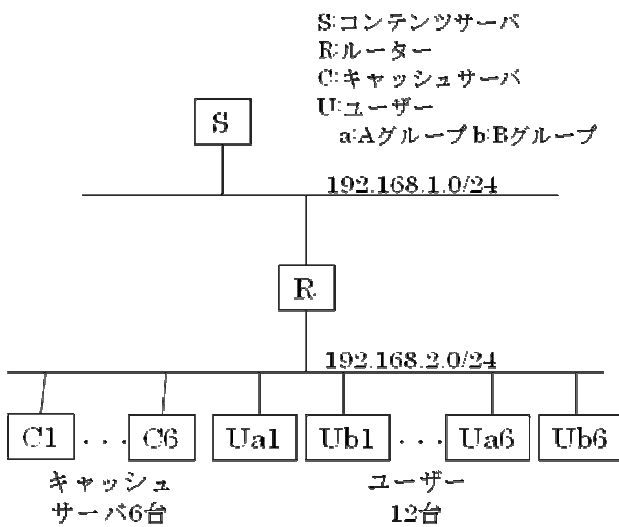 S:コンテンツサーバ
R:ルーター
C:キャッシュサーバ
U:ユーザー
a:Aグループ b:Bグループ
S
192.168.1.0/24
R
192.168.2.0/24
C1 ... C6 Ua1 Ub1 ... Ua6 Ub6
キャッシュ
サーバ6台
ユーザー
12台